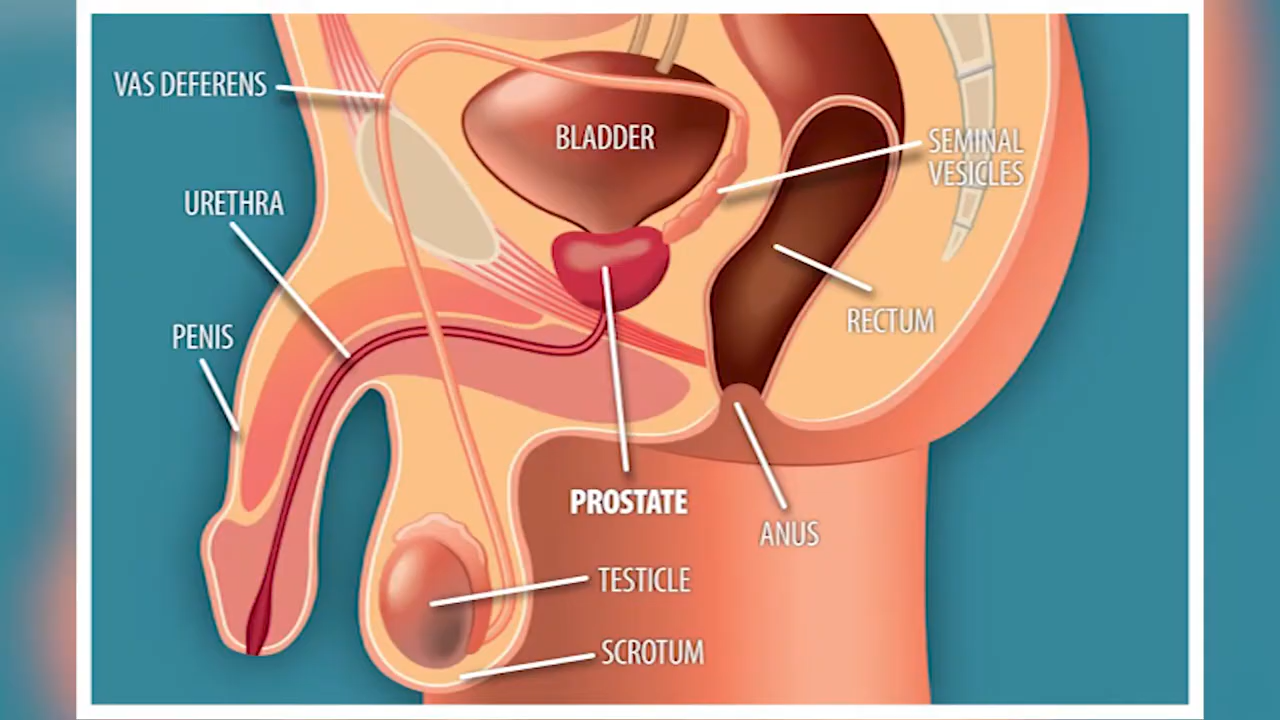 VAS DEFERENS
BLADDER
SEMINAL
VESICLES
URETHRA
RECTUM
PENIS
PROSTATE
ANUS
TESTICLE
SCROTUM